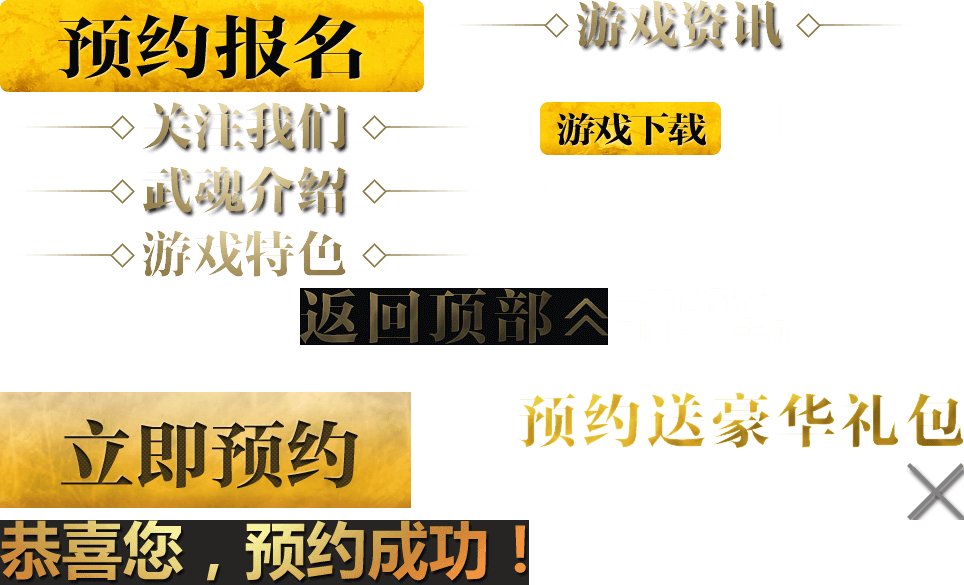 预约报名
游戏资讯
关注我们
游戏下载
武魂介绍
游戏特色
返回顶部
预约送豪华礼包
立即预约
恭喜您，预约成功！